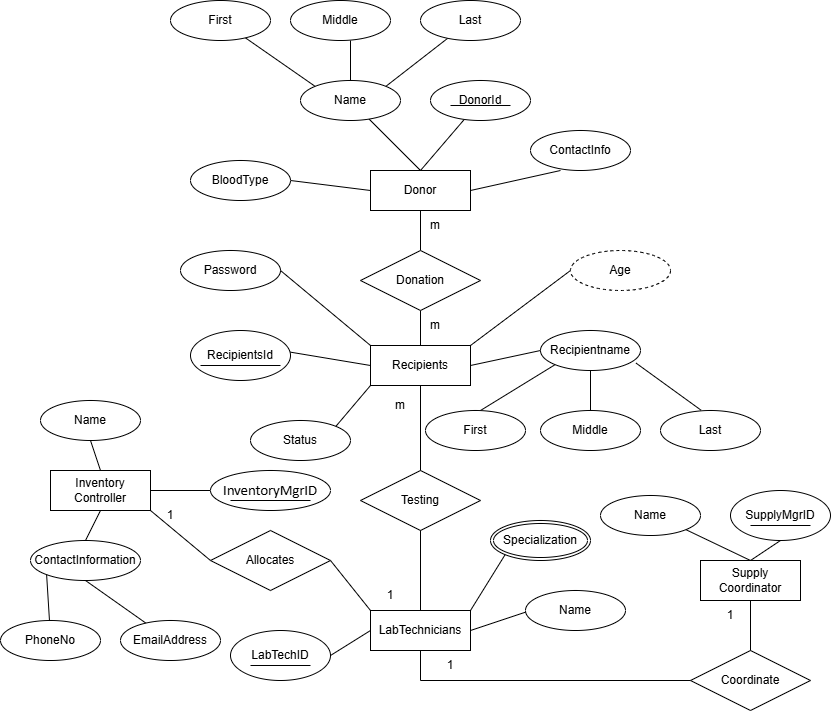 First
Middle
Last
Name
DonorId
ContactInfo
BloodType
Donor
m
Password
Donation
Age
m
RecipientsId
Recipients
Recipientname
m
Status
First
Middle
Last
Name
Inventory
Controller
InventoryMgrID
Testing
1
Name
SupplyMgrID
ContactInformation
Allocates
Specialization
Supply
Coordinator
1
Name
1
PhoneNo
EmailAddress
LabTechID
LabTechnicians
1
Coordinate